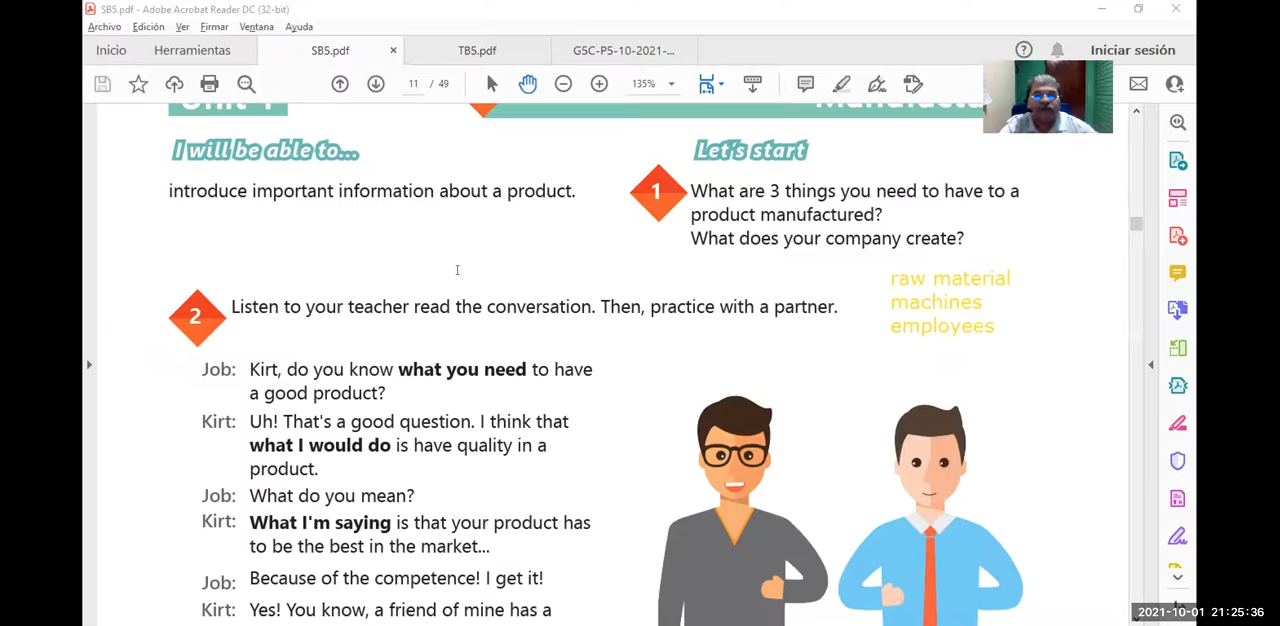 SB5.pdf - Adobe Acrobat Reader DC (32-bit)
Archivo Edición Ver Firmar Ventana Ayuda
Inicio Herramientas SB5.pdf × TB5.pdf G5C-P5-10-2021-... Iniciar sesión
11 / 49 135%
I will be able to...
introduce important information about a product.
Let's start
1 What are 3 things you need to have to a
product manufactured?
What does your company create?
raw material
machines
employees
2 Listen to your teacher read the conversation. Then, practice with a partner.
Job: Kirt, do you know what you need to have
a good product?
Kirt: Uh! That's a good question. I think that
what I would do is have quality in a
product.
Job: What do you mean?
Kirt: What I'm saying is that your product has
to be the best in the market...
Job: Because of the competence! I get it!
Kirt: Yes! You know, a friend of mine has a
2021-10-01 21:25:36